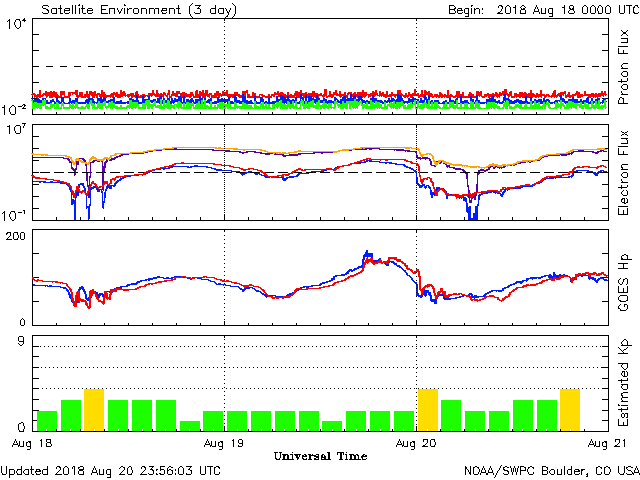 Satellite Environment (3 day) Begin: 2018 Aug 18 0000 UTC
10⁴
10⁻²
Proton Flux
10⁷
10⁻¹
Electron Flux
200
0
GOES Hp
9
0
Estimated Kp
Aug 18 Aug 19 Aug 20 Aug 21
Universal Time
Updated 2018 Aug 20 23:56:03 UTC NOAA/SWPC Boulder, CO USA